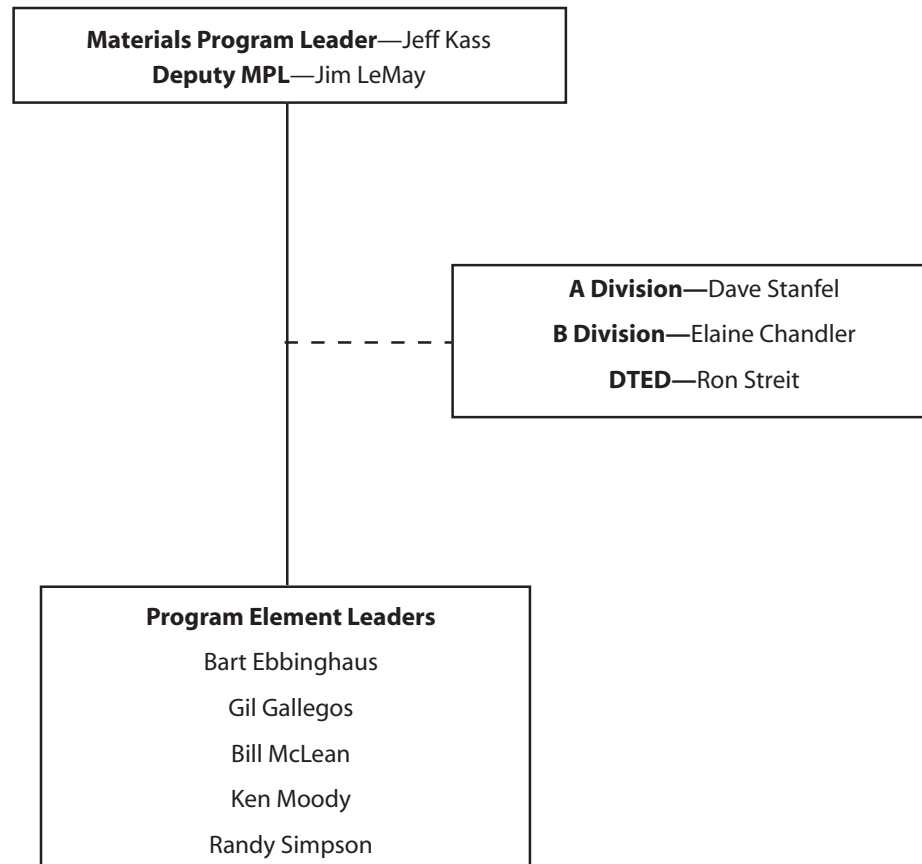 Materials Program Leader—Jeff Kass
Deputy MPL—Jim LeMay
A Division—Dave Stanfel
B Division—Elaine Chandler
DTED—Ron Streit
Program Element Leaders
Bart Ebbinghaus
Gil Gallegos
Bill McLean
Ken Moody
Randy Simpson